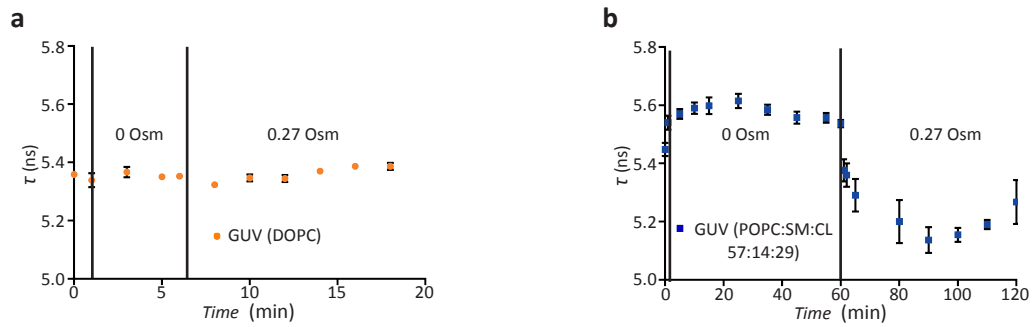 a
5.8
5.6
5.4
5.2
5.0
τ (ns)
0 Osm
0.27 Osm
GUV (DOPC)
0
5
10
15
20
Time (min)
b
5.8
5.6
5.4
5.2
5.0
τ (ns)
0 Osm
0.27 Osm
GUV (POPC:SM:CL
57:14:29)
0
20
40
60
80
100
120
Time (min)